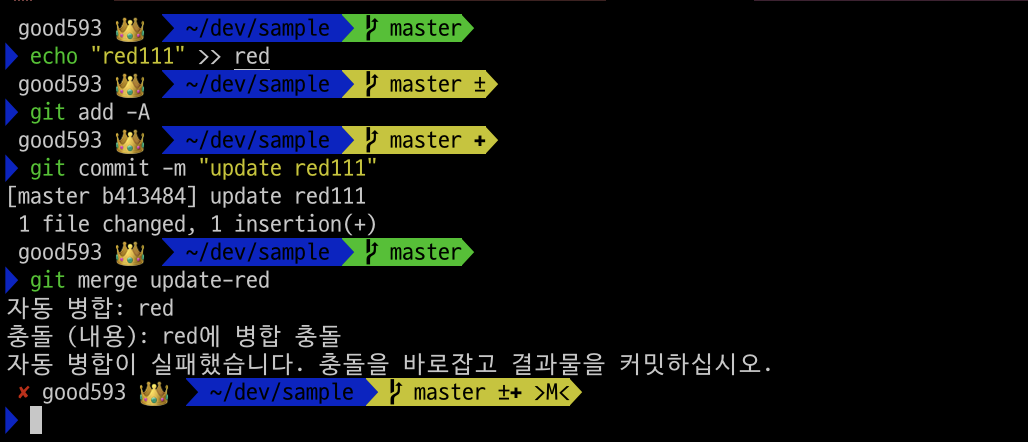 good593 👑 ~/dev/sample master
echo "red111" >> red
good593 👑 ~/dev/sample master ±
git add -A
good593 👑 ~/dev/sample master ✚
git commit -m "update red111"
[master b413484] update red111
1 file changed, 1 insertion(+)
good593 👑 ~/dev/sample master
git merge update-red
자동 병합: red
충돌 (내용): red에 병합 충돌
자동 병합이 실패했습니다. 충돌을 바로잡고 결과물을 커밋하십시오.
✘ good593 👑 ~/dev/sample master ±✚ >M<